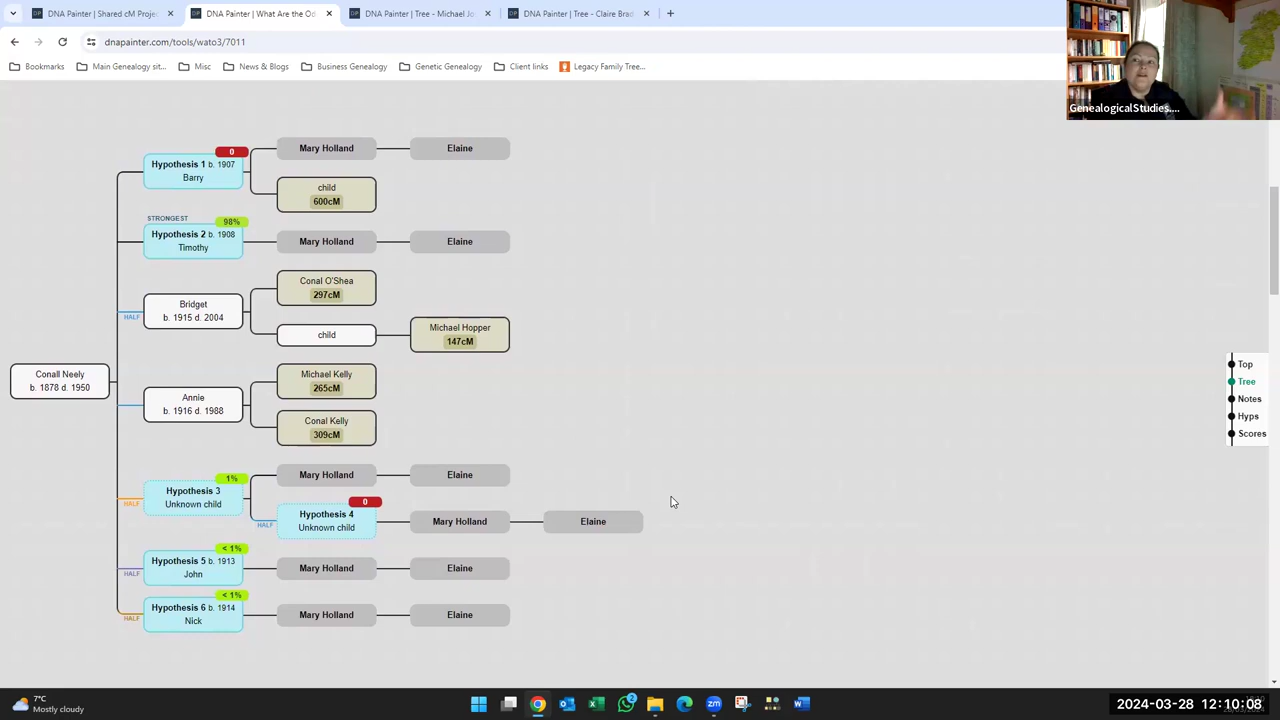 DNA Painter | Shared cM Projec
DNA Painter | What Are the Od
DNA Painter | Tree - Michael Jo
DNA Painter | Tree - Claire Brad
dnapainter.com/tools/wato3/7011
Bookmarks
Main Genealogy sit...
Misc
News & Blogs
Business Genealogy
Genetic Genealogy
Client links
Legacy Family Tree...
GenealogicalStudies....
0
Hypothesis 1 b. 1907
Barry
Mary Holland
Elaine
child
600cM
STRONGEST
98%
Hypothesis 2 b. 1908
Timothy
Mary Holland
Elaine
HALF
Bridget
b. 1915 d. 2004
Conal O'Shea
297cM
child
Michael Hopper
147cM
Conall Neely
b. 1878 d. 1950
Annie
b. 1916 d. 1988
Michael Kelly
265cM
Conal Kelly
309cM
HALF
1%
Hypothesis 3
Unknown child
Mary Holland
Elaine
HALF
0
Hypothesis 4
Unknown child
Mary Holland
Elaine
HALF
< 1%
Hypothesis 5 b. 1913
John
Mary Holland
Elaine
HALF
< 1%
Hypothesis 6 b. 1914
Nick
Mary Holland
Elaine
Top
Tree
Notes
Hyps
Scores
7°C
Mostly cloudy
2
2024-03-28 12:10:08